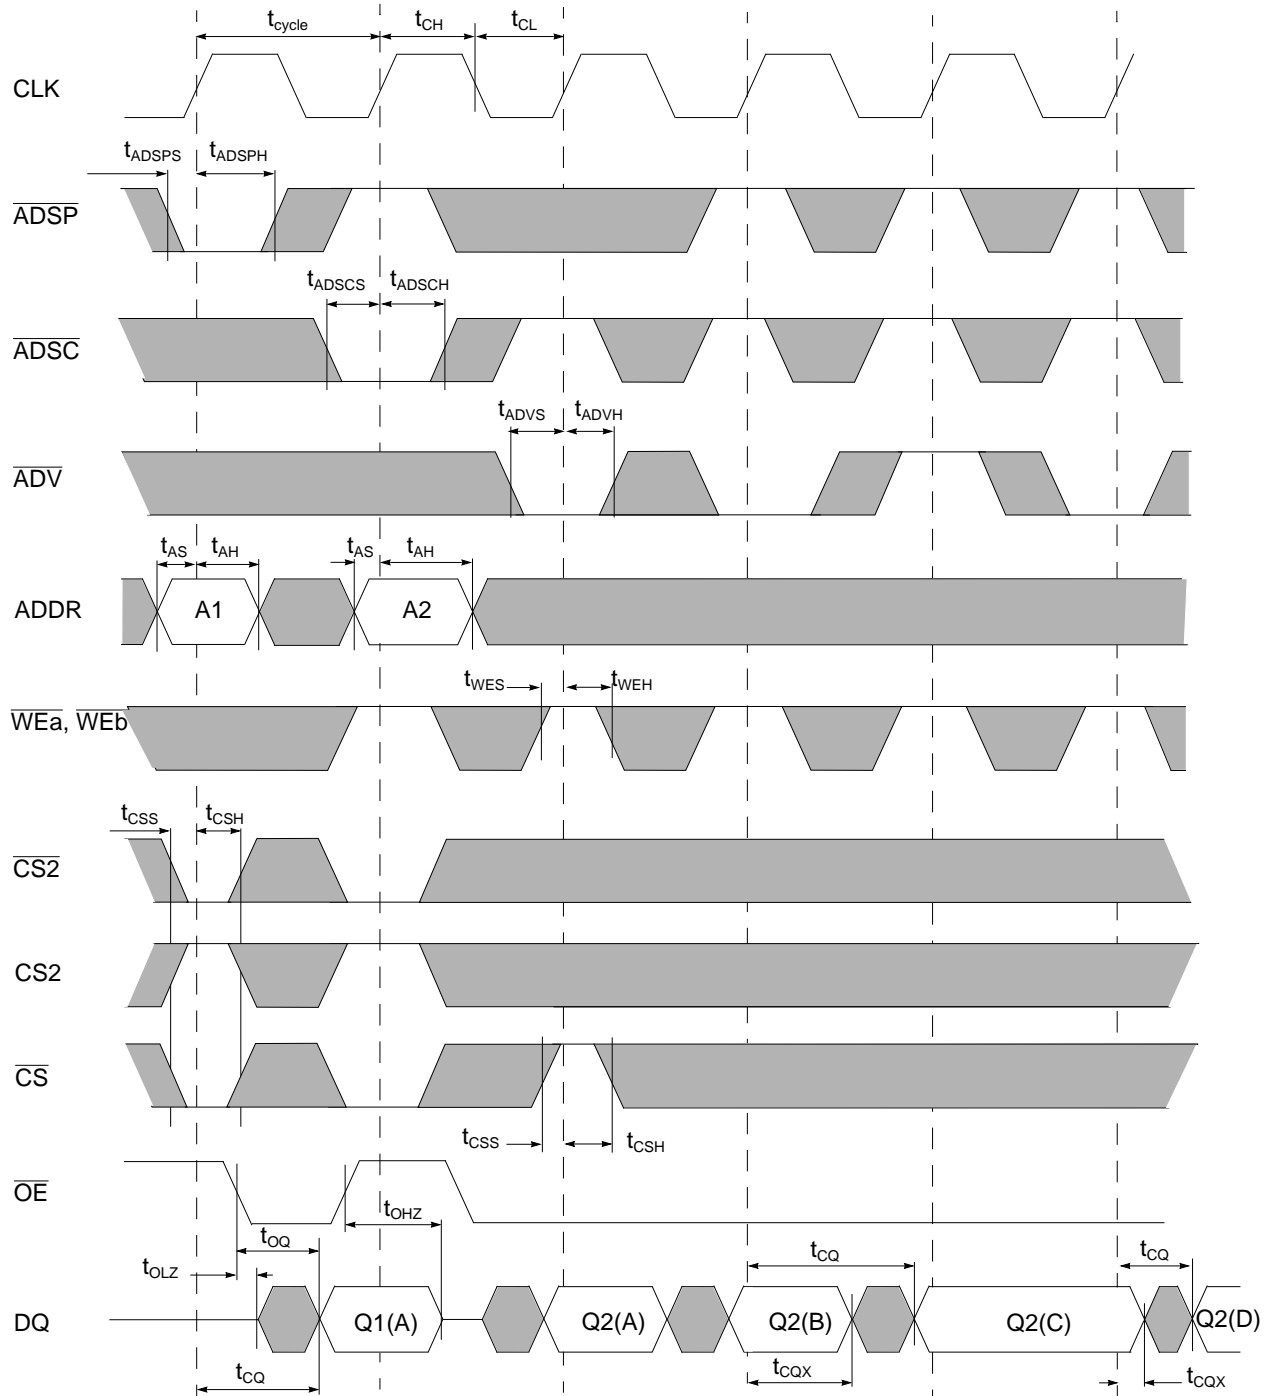 tcycle tCH tCL
CLK
tADSPS tADSPH
ADSP
tADSCS tADSCH
ADSC
tADVS tADVH
ADV
tAS tAH tAS tAH
ADDR A1 A2
tWES tWEH
WEa, WEb
tCSS tCSH
CS2
CS2
CS
tCSS tCSH
OE
tOHZ
tOQ tCQ tCQ
tOLZ
DQ Q1(A) Q2(A) Q2(B) Q2(C) Q2(D)
tCQ tCQX tCQX